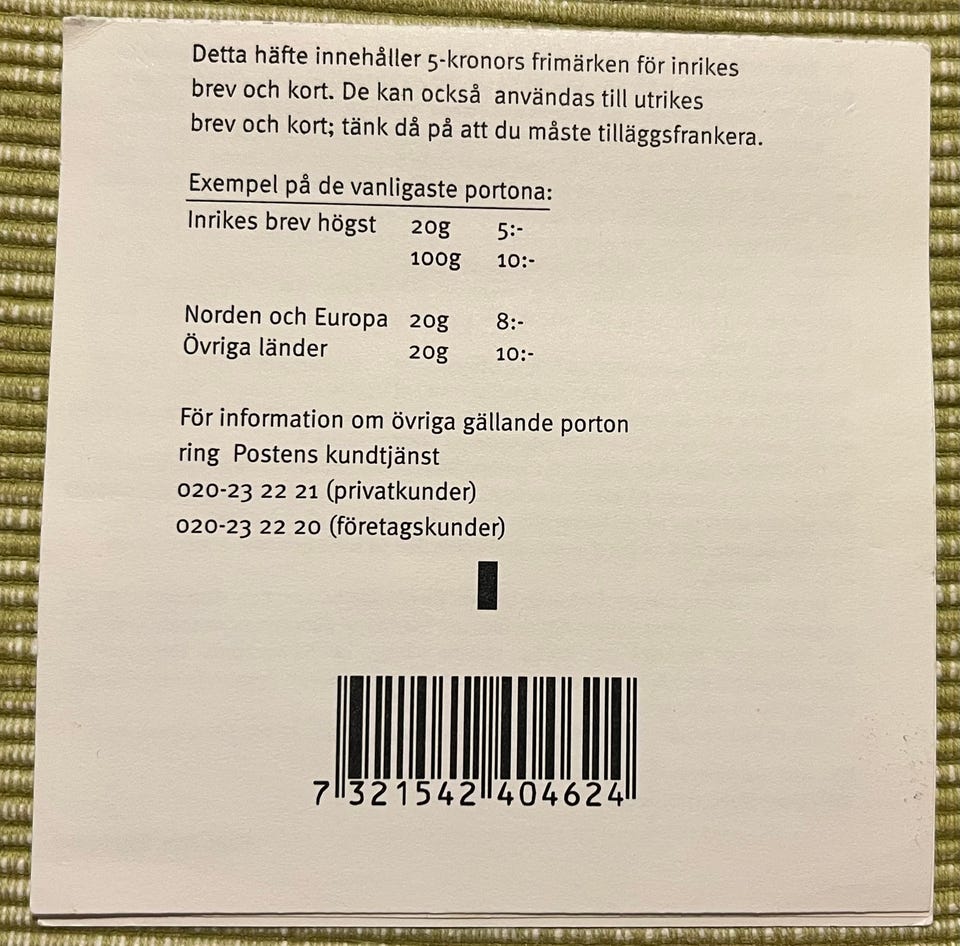 Detta häfte innehåller 5-kronors frimärken för inrikes
brev och kort. De kan också användas till utrikes
brev och kort; tänk då på att du måste tilläggsfrankera.
Exempel på de vanligaste portona:
Inrikes brev högst 20g 5:-
100g 10:-
Norden och Europa 20g 8:-
Övriga länder 20g 10:-
För information om övriga gällande porton
ring Postens kundtjänst
020-23 22 21 (privatkunder)
020-23 22 20 (företagskunder)
7 321542 404624